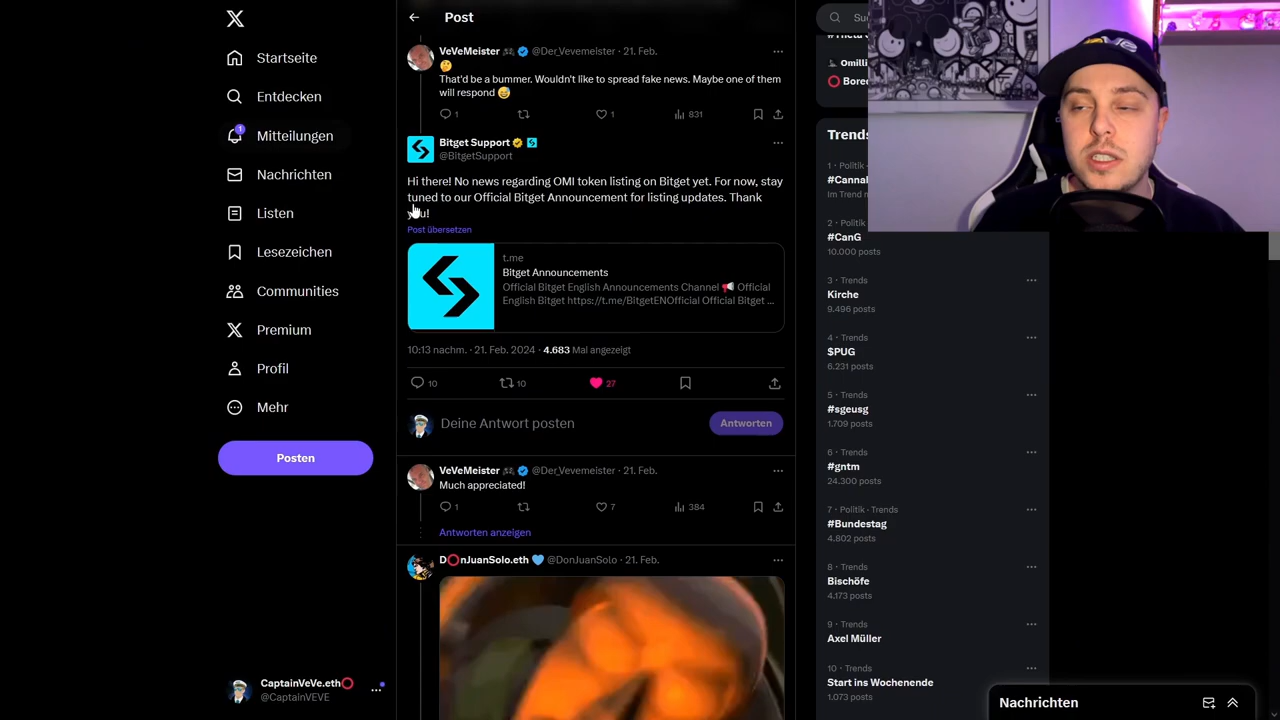 Startseite
Entdecken
1
Mitteilungen
Nachrichten
Listen
Lesezeichen
Communities
Premium
Profil
Mehr
Posten
CaptainVeVe.eth⭕
@CaptainVEVE
Post
VeVeMeister @Der_Vevemeister · 21. Feb.
🤔
That'd be a bummer. Wouldn't like to spread fake news. Maybe one of them
will respond 😅
1
1
831
Bitget Support
@BitgetSupport
Hi there! No news regarding OMI token listing on Bitget yet. For now, stay
tuned to our Official Bitget Announcement for listing updates. Thank
you!
Post übersetzen
t.me
Bitget Announcements
Official Bitget English Announcements Channel 📢 Official
English Bitget https://t.me/BitgetENOfficial Official Bitget ...
10:13 nachm. · 21. Feb. 2024 · 4.683 Mal angezeigt
10
10
27
Deine Antwort posten
Antworten
VeVeMeister @Der_Vevemeister · 21. Feb.
Much appreciated!
1
7
384
Antworten anzeigen
D⭕nJuanSolo.eth 🩵 @DonJuanSolo · 21. Feb.
Omilli
⭕ Bore
Trends
1 · Politik ·
#Cannal
Im Trend m
2 · Politik · T
#CanG
10.000 posts
3 · Trends
Kirche
9.496 posts
4 · Trends
$PUG
6.231 posts
5 · Trends
#sgeusg
1.709 posts
6 · Trends
#gntm
24.300 posts
7 · Politik · Trends
#Bundestag
4.802 posts
8 · Trends
Bischöfe
4.173 posts
9 · Trends
Axel Müller
10 · Trends
Start ins Wochenende
1.073 posts
Nachrichten